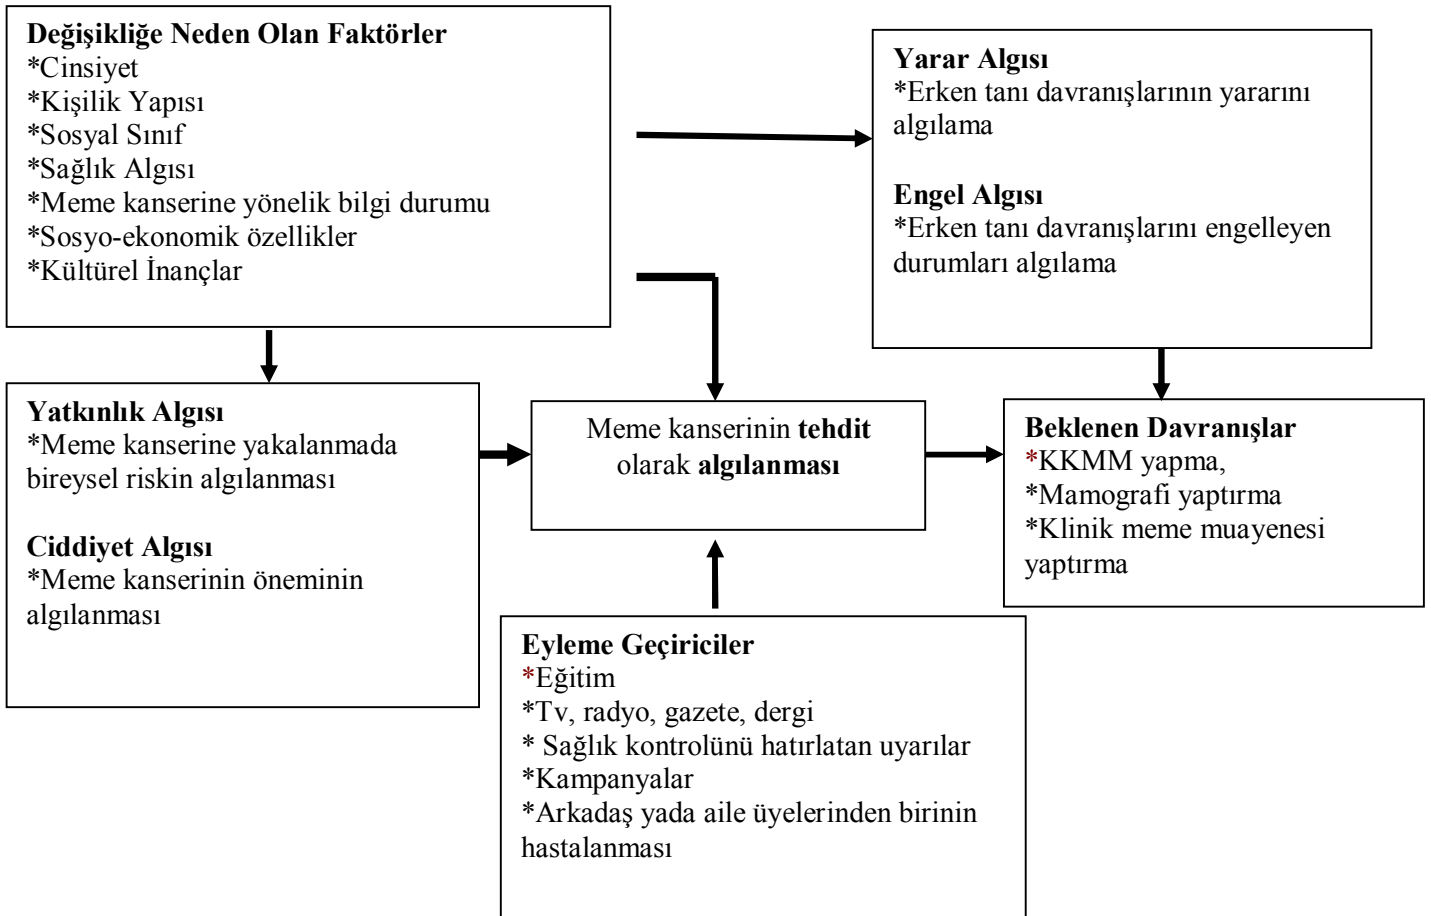 Değişikliğe Neden Olan Faktörler
*Cinsiyet
*Kişilik Yapısı
*Sosyal Sınıf
*Sağlık Algısı
*Meme kanserine yönelik bilgi durumu
*Sosyo-ekonomik özellikler
*Kültürel İnançlar
Yarar Algısı
*Erken tanı davranışlarının yararını
algılama
Engel Algısı
*Erken tanı davranışlarını engelleyen
durumları algılama
Yatkınlık Algısı
*Meme kanserine yakalanmada
bireysel riskin algılanması
Ciddiyet Algısı
*Meme kanserinin öneminin
algılanması
Meme kanserinin tehdit
olarak algılanması
Beklenen Davranışlar
*KKMM yapma,
*Mamografi yaptırma
*Klinik meme muayenesi
yaptırma
Eyleme Geçiriciler
*Eğitim
*Tv, radyo, gazete, dergi
* Sağlık kontrolünü hatırlatan uyarılar
*Kampanyalar
*Arkadaş yada aile üyelerinden birinin
hastalanması